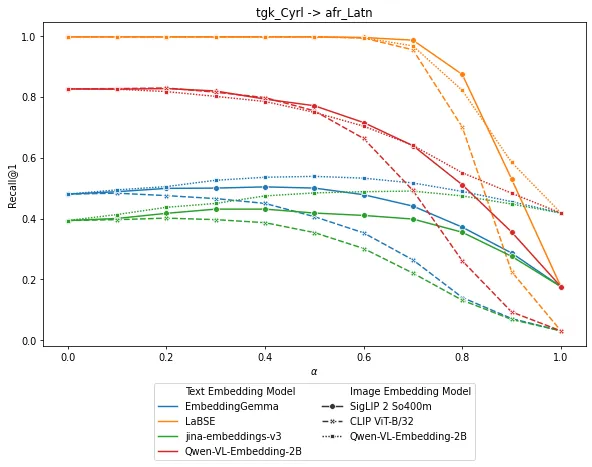 tgk_Cyrl -> afr_Latn
Recall@1
1.0
0.8
0.6
0.4
0.2
0.0
0.0 0.2 0.4 0.6 0.8 1.0
α
Text Embedding Model
EmbeddingGemma
LaBSE
jina-embeddings-v3
Qwen-VL-Embedding-2B
Image Embedding Model
SigLIP 2 So400m
CLIP ViT-B/32
Qwen-VL-Embedding-2B